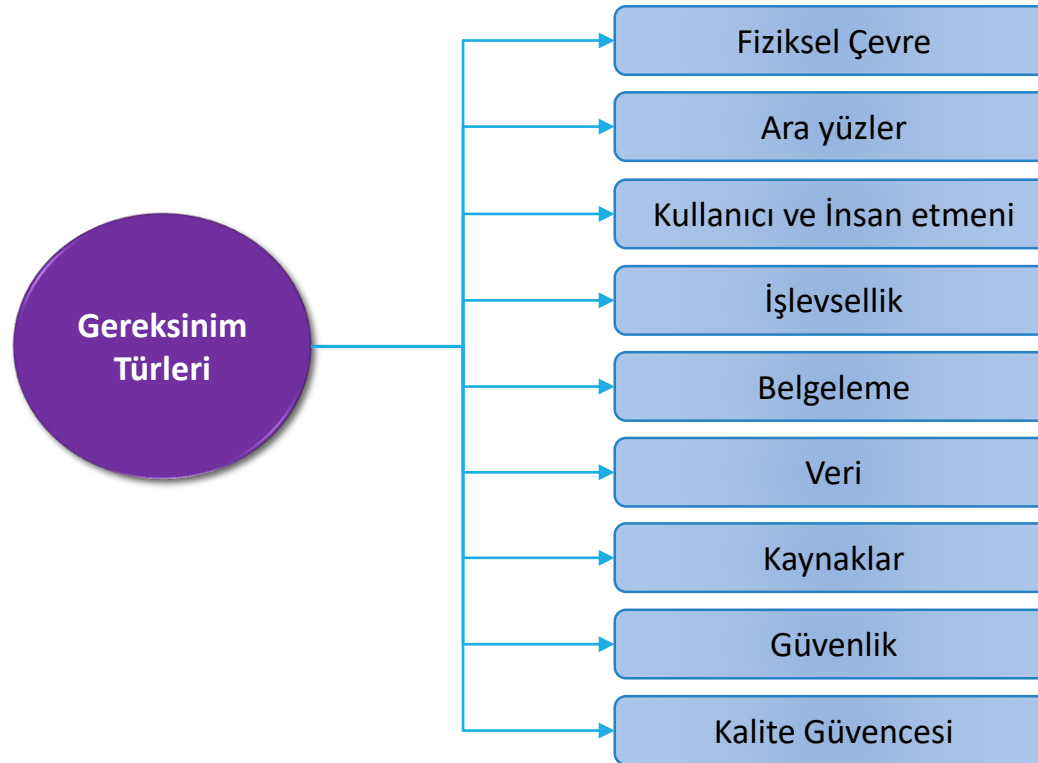 Gereksinim
Türleri
Fiziksel Çevre
Ara yüzler
Kullanıcı ve İnsan etmeni
İşlevsellik
Belgeleme
Veri
Kaynaklar
Güvenlik
Kalite Güvencesi